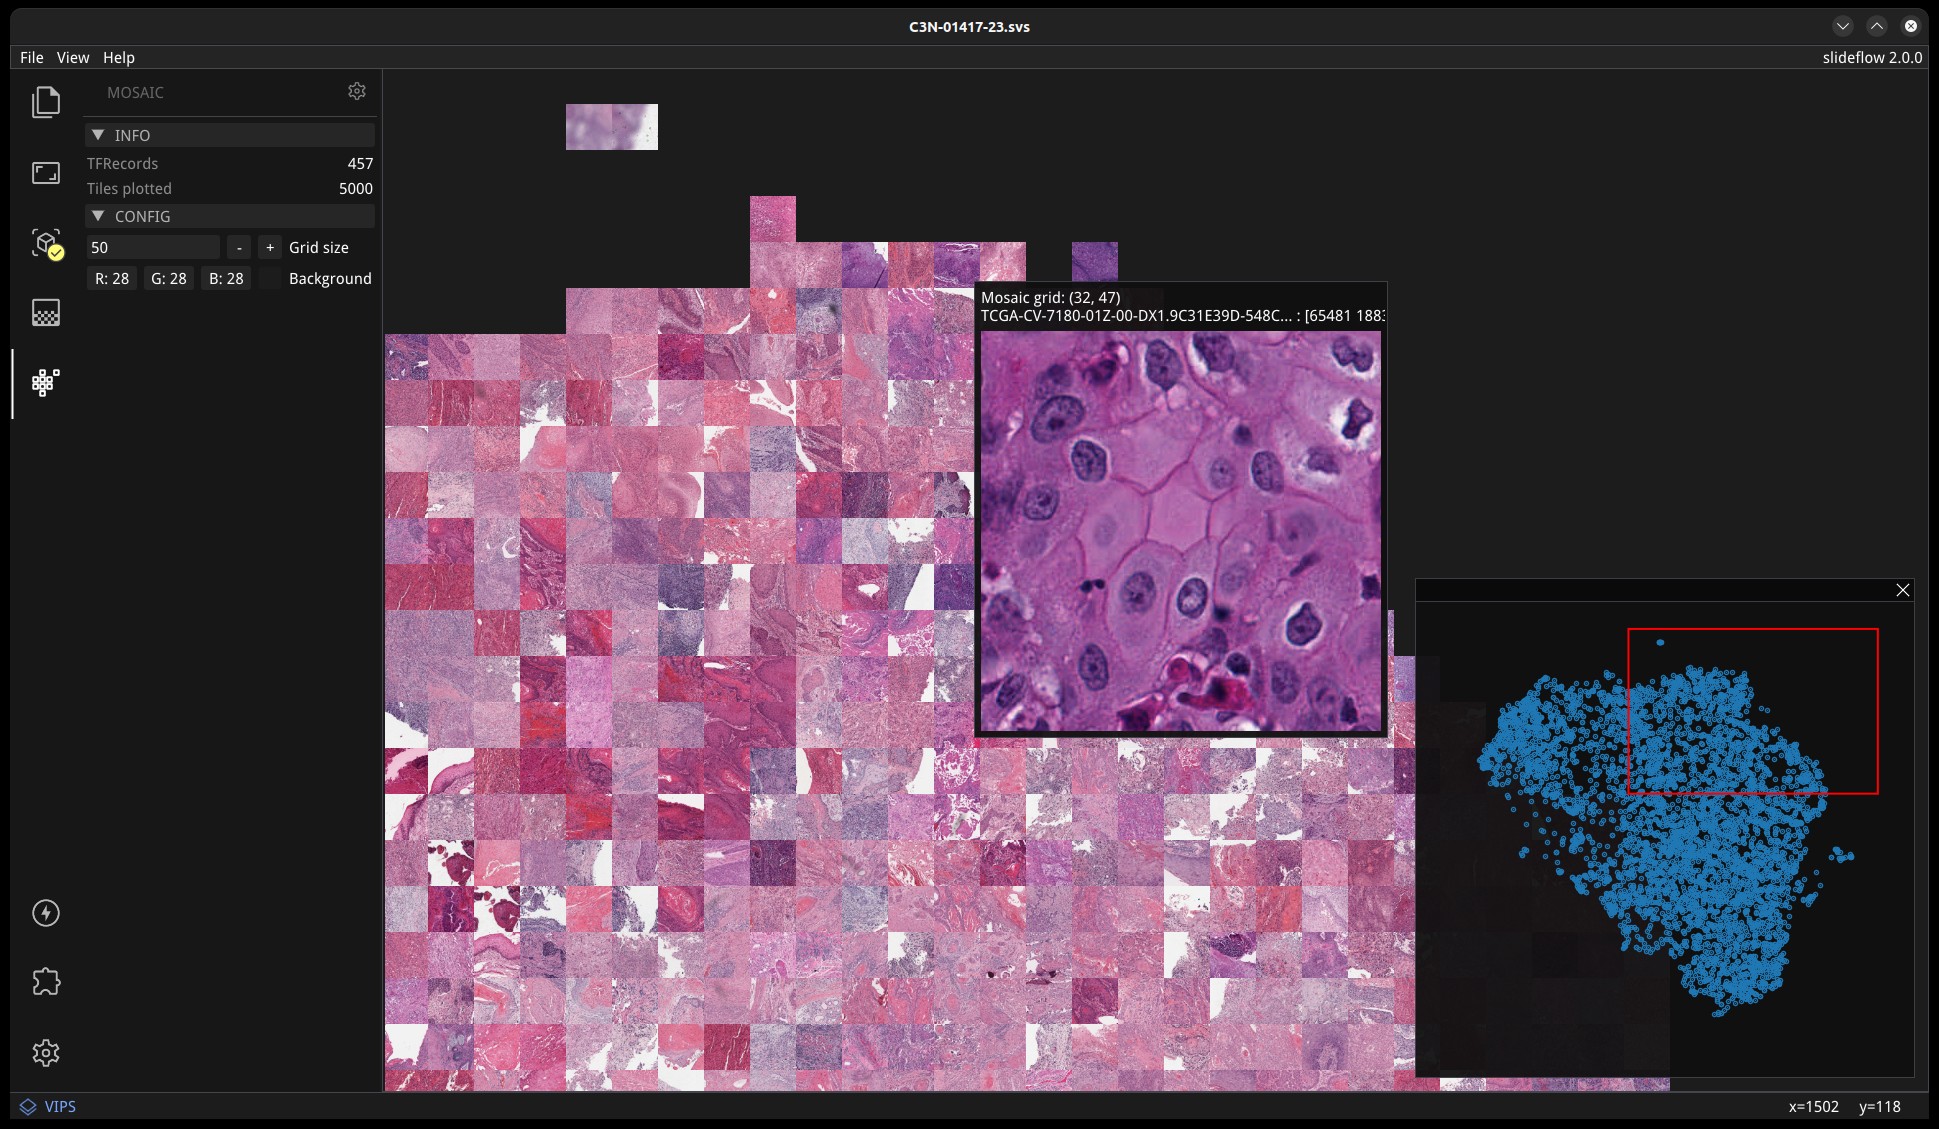 C3N-01417-23.svs
File View Help
slideflow 2.0.0
MOSAIC
INFO
TFRecords 457
Tiles plotted 5000
CONFIG
50 - + Grid size
R: 28 G: 28 B: 28 Background
Mosaic grid: (32, 47)
TCGA-CV-7180-01Z-00-DX1.9C31E39D-548C... : [65481 188
VIPS
x=1502 y=118